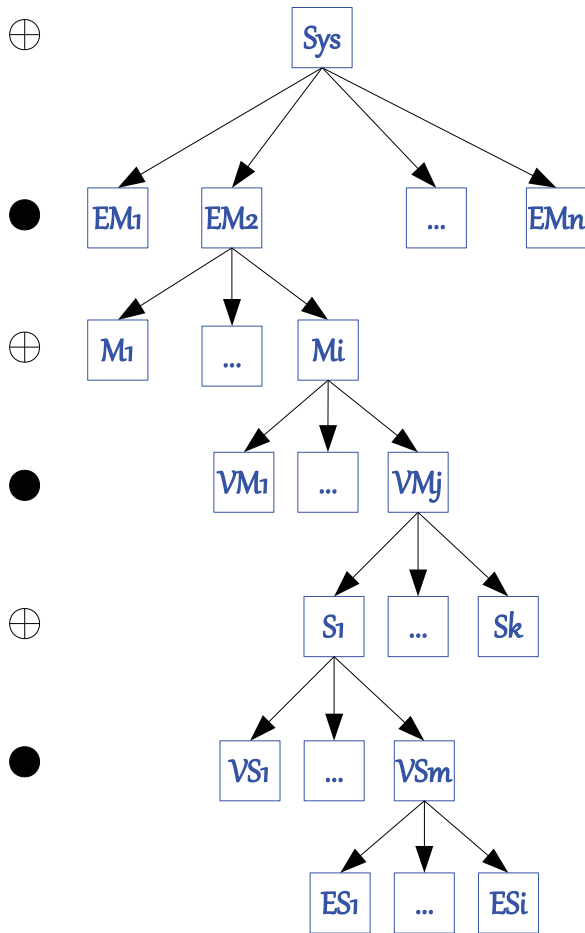 Sys
EM1 EM2 ... EMn
M1 ... Mi
VM1 ... VMj
S1 ... Sk
VS1 ... VSm
ES1 ... ESi